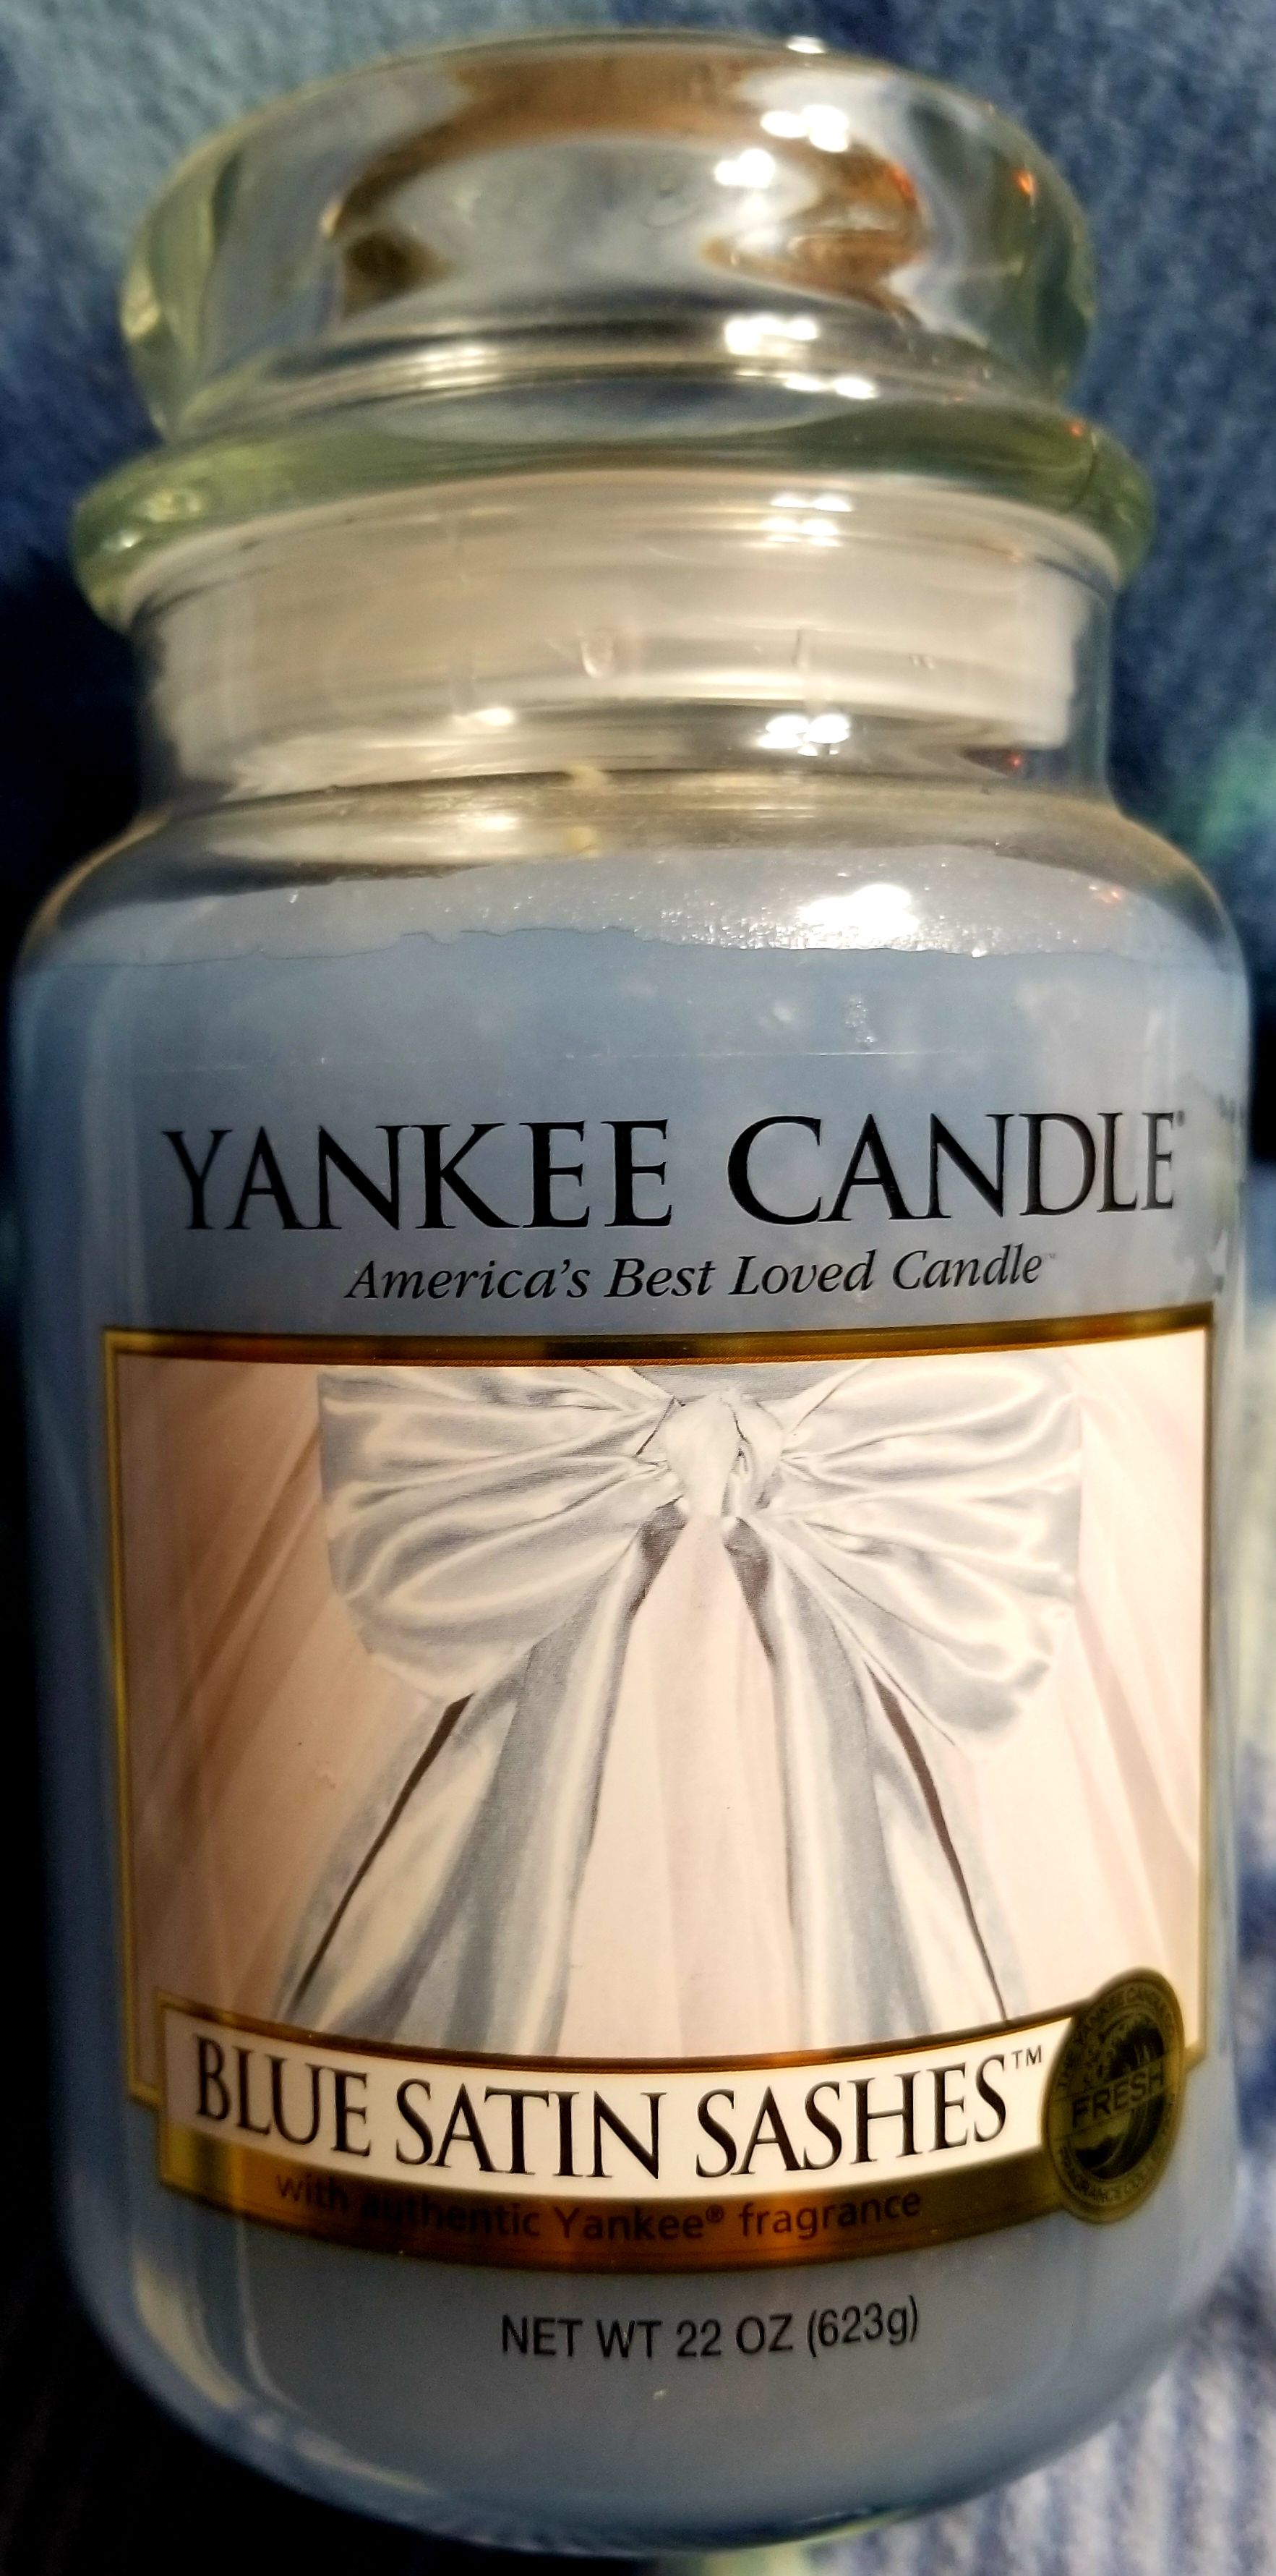 YANKEE CANDLE®
America's Best Loved Candle™
BLUE SATIN SASHES™
FRESH
with authentic Yankee® fragrance
NET WT 22 OZ (623g)